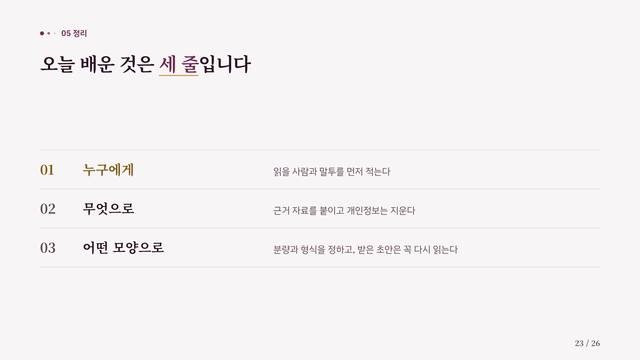 05 정리
오늘 배운 것은 세 줄입니다
01 누구에게 읽을 사람과 말투를 먼저 적는다
02 무엇으로 근거 자료를 붙이고 개인정보는 지운다
03 어떤 모양으로 분량과 형식을 정하고, 받은 초안은 꼭 다시 읽는다
23 / 26